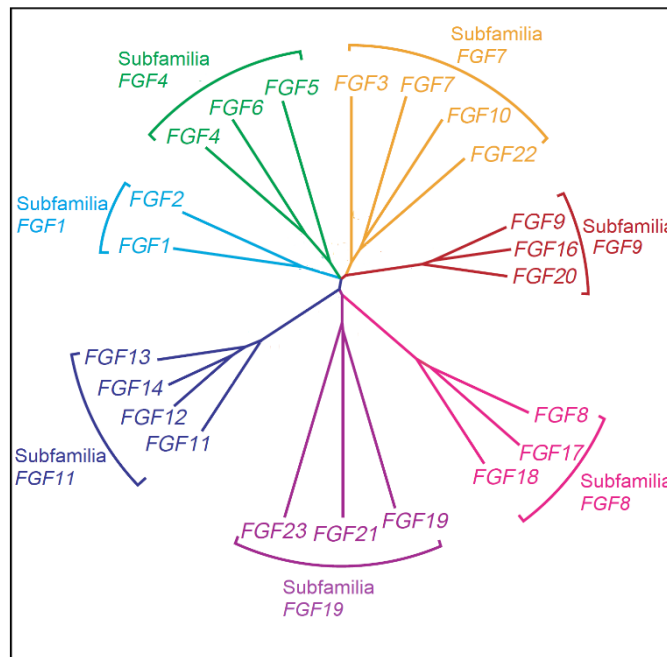 Subfamilia
FGF4
FGF4
FGF6
FGF5
Subfamilia
FGF7
FGF3
FGF7
FGF10
FGF22
Subfamilia
FGF1
FGF2
FGF1
Subfamilia
FGF9
FGF9
FGF16
FGF20
Subfamilia
FGF11
FGF13
FGF14
FGF12
FGF11
Subfamilia
FGF8
FGF8
FGF17
FGF18
FGF23
FGF21
FGF19
Subfamilia
FGF19